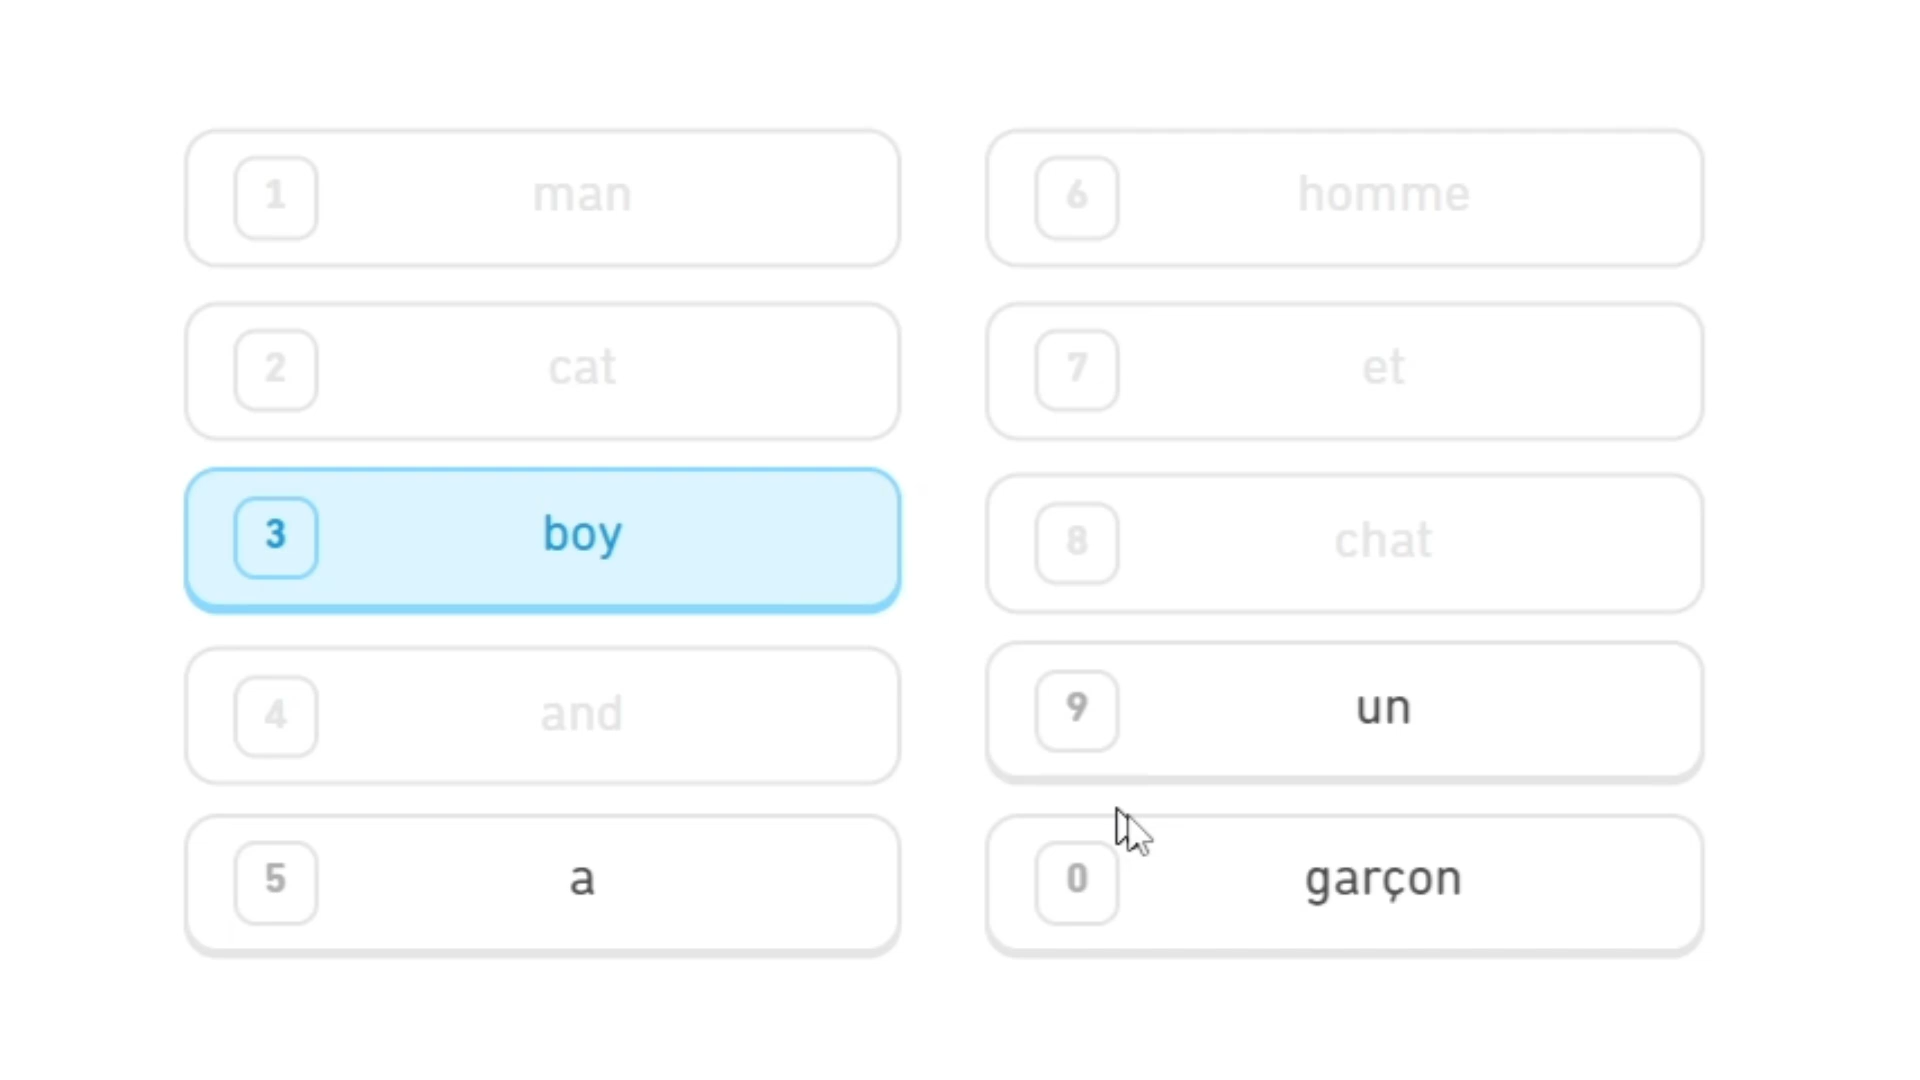 1 man
6 homme
2 cat
7 et
3 boy
8 chat
4 and
9 un
5 a
0 garçon